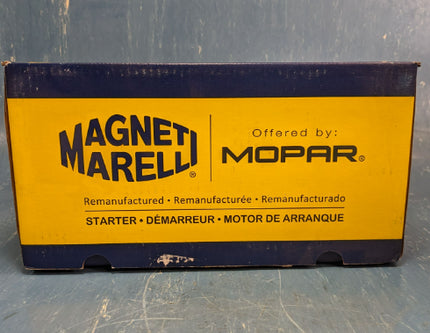 MAGNETI
MARELLI®
Offered by:
MOPAR®
Remanufactured • Remanufacturée • Remanufacturado
STARTER • DÉMARREUR • MOTOR DE ARRANQUE